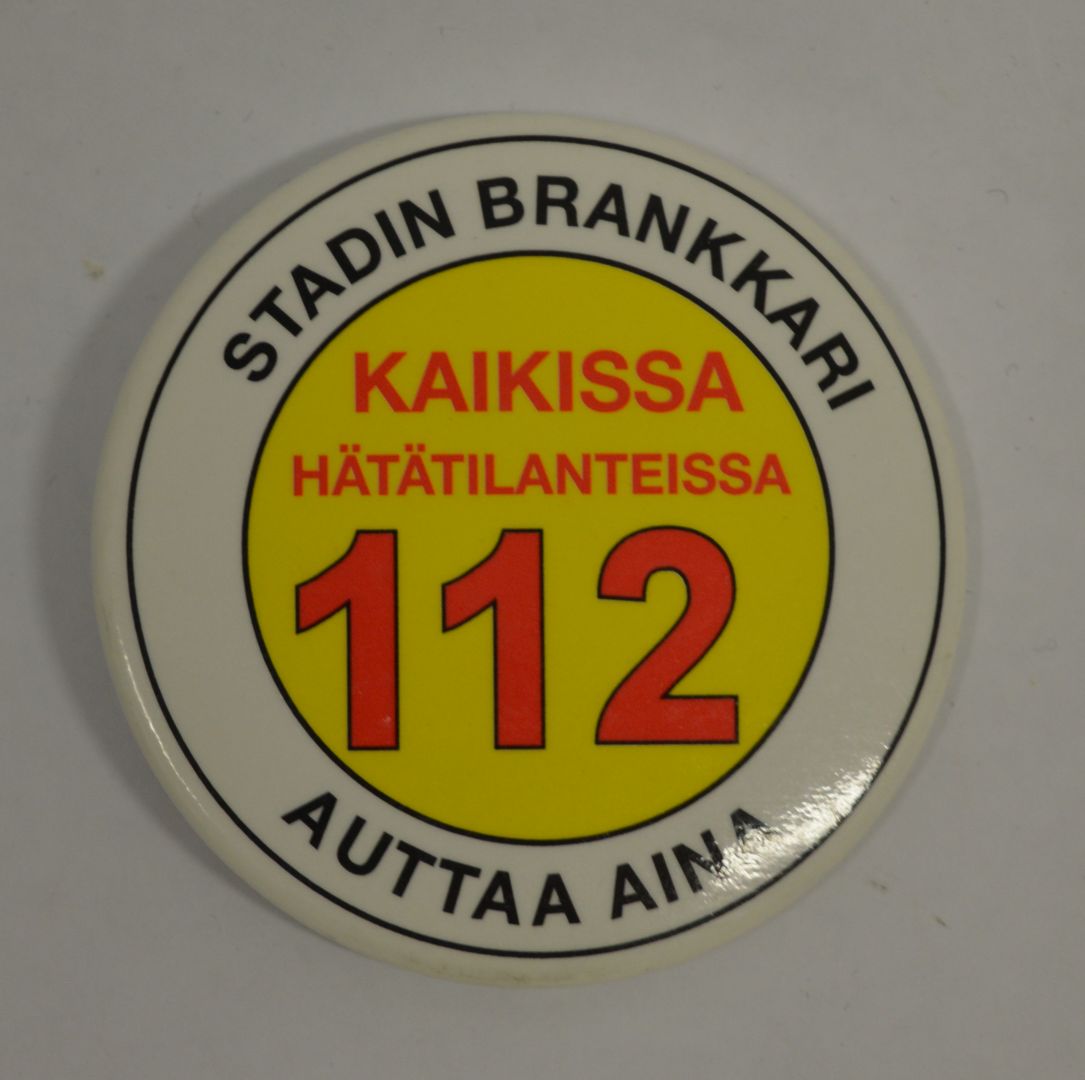 STADIN BRANKKARI
KAIKISSA
HÄTÄTILANTEISSA
112
AUTTAA AINA